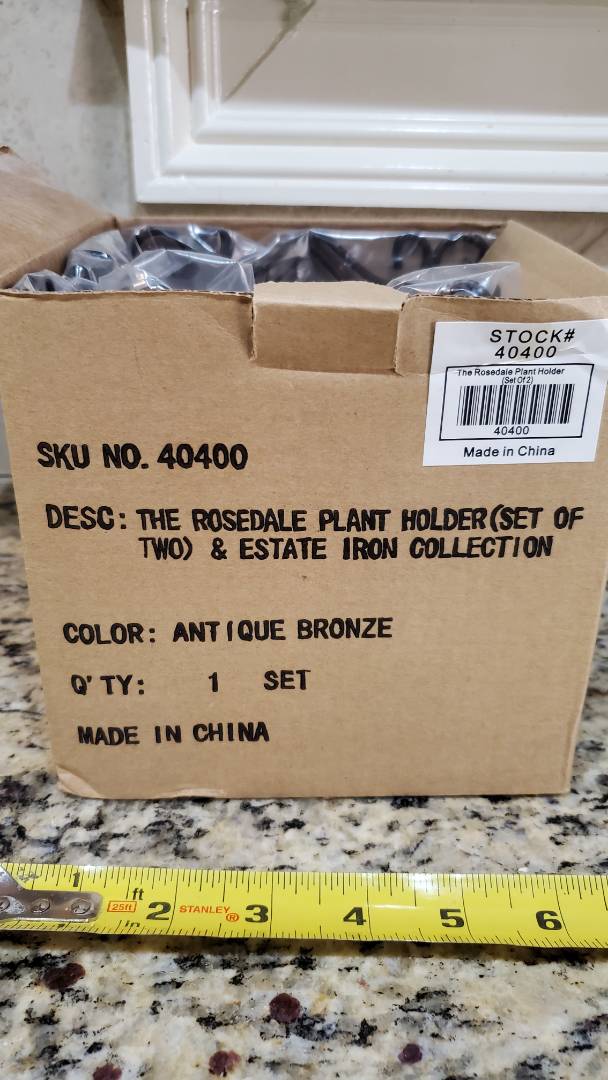 STOCK#
40400
The Rosedale Plant Holder
(Set Of 2)
40400
Made in China
SKU NO. 40400
DESC: THE ROSEDALE PLANT HOLDER(SET OF
TWO) & ESTATE IRON COLLECTION
COLOR: ANTIQUE BRONZE
Q'TY: 1 SET
MADE IN CHINA
1 ft 25ft in 2 STANLEY® 3 4 5 6